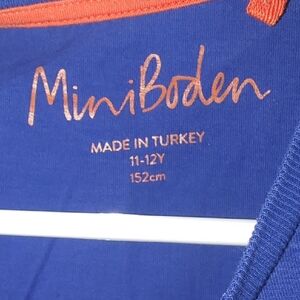 MiniBoden
MADE IN TURKEY
11-12Y
152cm